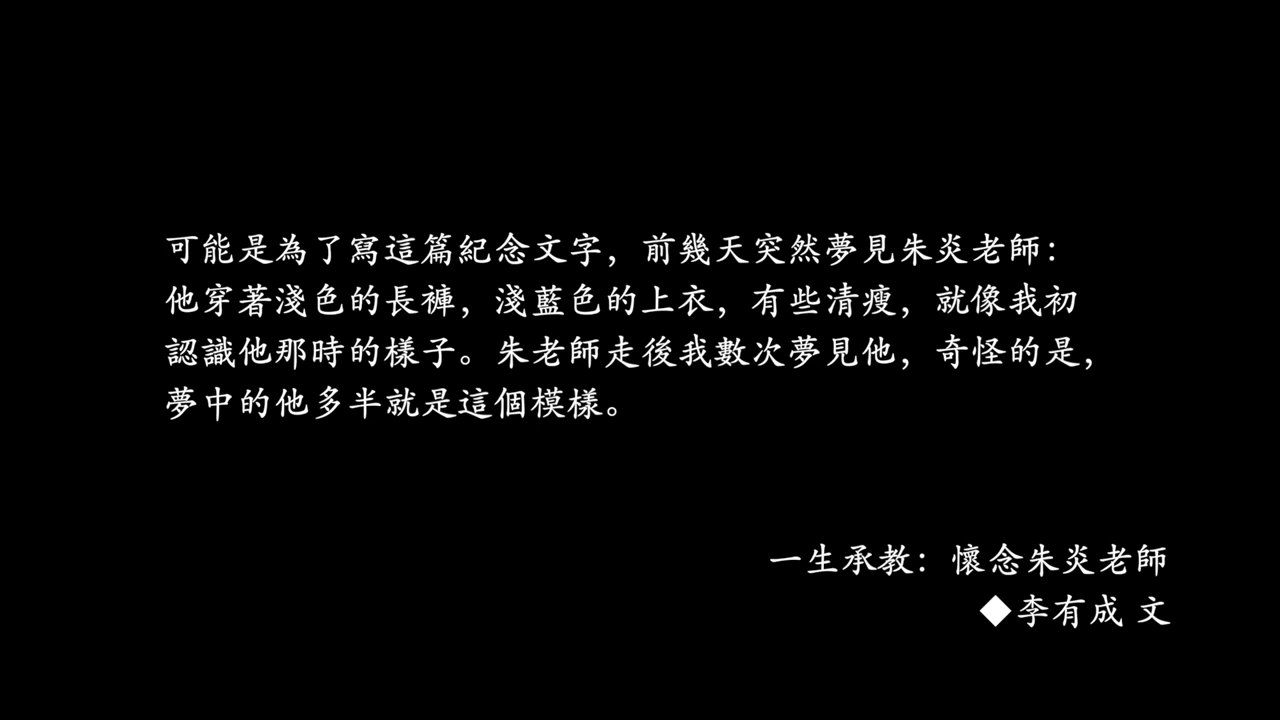 可能是為了寫這篇紀念文字，前幾天突然夢見朱炎老師：
他穿著淺色的長褲，淺藍色的上衣，有些清瘦，就像我初
認識他那時的樣子。朱老師走後我數次夢見他，奇怪的是，
夢中的他多半就是這個模樣。
一生承教：懷念朱炎老師
◆李有成 文